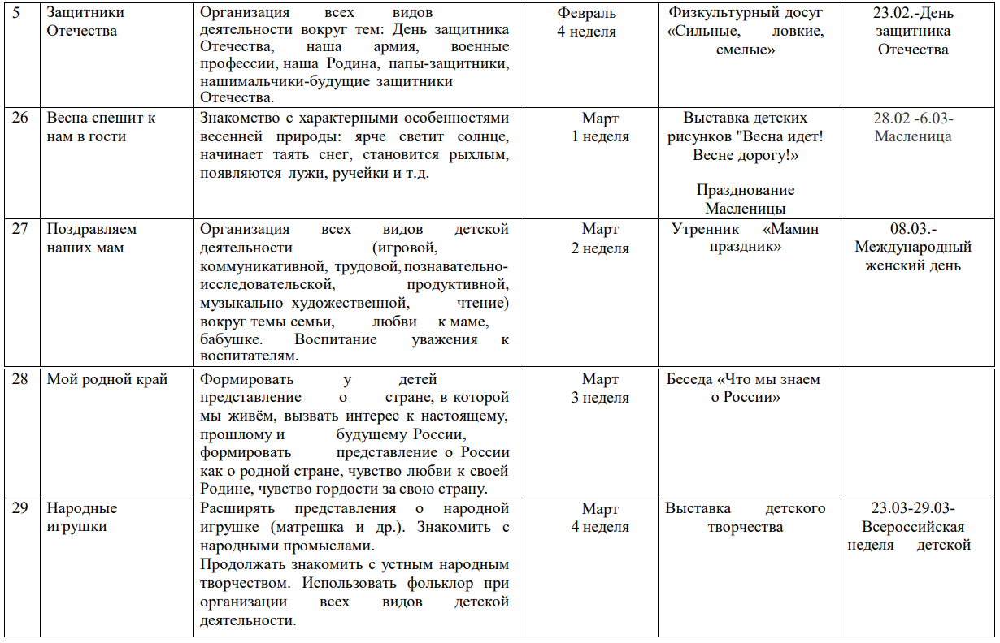 5
Защитники
Отечества
Организация всех видов
деятельности вокруг тем: День защитника
Отечества, наша армия, военные
профессии, наша Родина, папы-защитники,
нашимальчики-будущие защитники
Отечества.
Февраль
4 неделя
Физкультурный досуг
«Сильные, ловкие,
смелые»
23.02.-День
защитника
Отечества
26
Весна спешит к
нам в гости
Знакомство с характерными особенностями
весенней природы: ярче светит солнце,
начинает таять снег, становится рыхлым,
появляются лужи, ручейки и т.д.
Март
1 неделя
Выставка детских
рисунков "Весна идет!
Весне дорогу!»
Празднование
Масленицы
28.02 -6.03-
Масленица
27
Поздравляем
наших мам
Организация всех видов детской
деятельности (игровой,
коммуникативной, трудовой, познавательно-
исследовательской, продуктивной,
музыкально–художественной, чтение)
вокруг темы семьи, любви к маме,
бабушке. Воспитание уважения к
воспитателям.
Март
2 неделя
Утренник «Мамин
праздник»
08.03.-
Международный
женский день
28
Мой родной край
Формировать у детей
представление о стране, в которой
мы живём, вызвать интерес к настоящему,
прошлому и будущему России,
формировать представление о России
как о родной стране, чувство любви к своей
Родине, чувство гордости за свою страну.
Март
3 неделя
Беседа «Что мы знаем
о России»
29
Народные
игрушки
Расширять представления о народной
игрушке (матрешка и др.). Знакомить с
народными промыслами.
Продолжать знакомить с устным народным
творчеством. Использовать фольклор при
организации всех видов детской
деятельности.
Март
4 неделя
Выставка детского
творчества
23.03-29.03-
Всероссийская
неделя детской